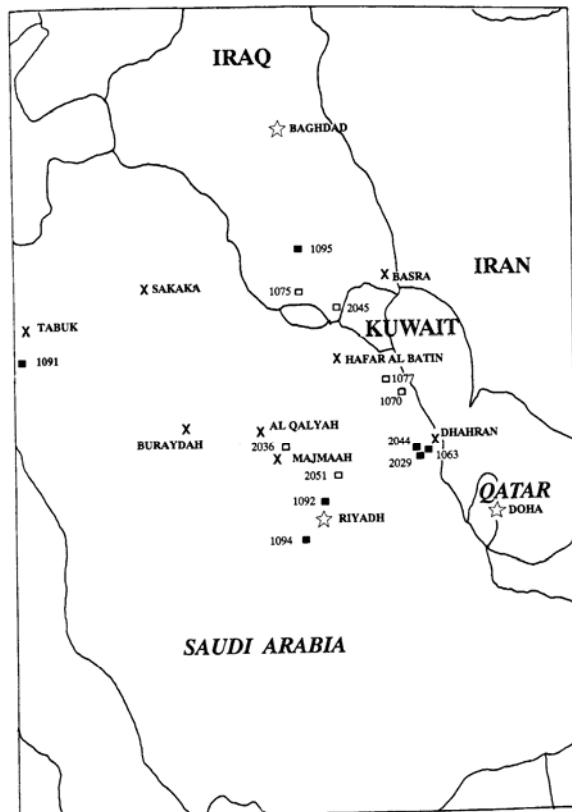 IRAQ
BAGHDAD
1095
SAKAKA
BASRA
IRAN
1075
2045
TABUK
KUWAIT
1091
HAFAR AL BATIN
1077
1070
AL QALYAH
DHAHRAN
BURAYDAH
2036
2044
1063
MAJMAAH
2029
2051
QATAR
1092
DOHA
RIYADH
1094
SAUDI ARABIA